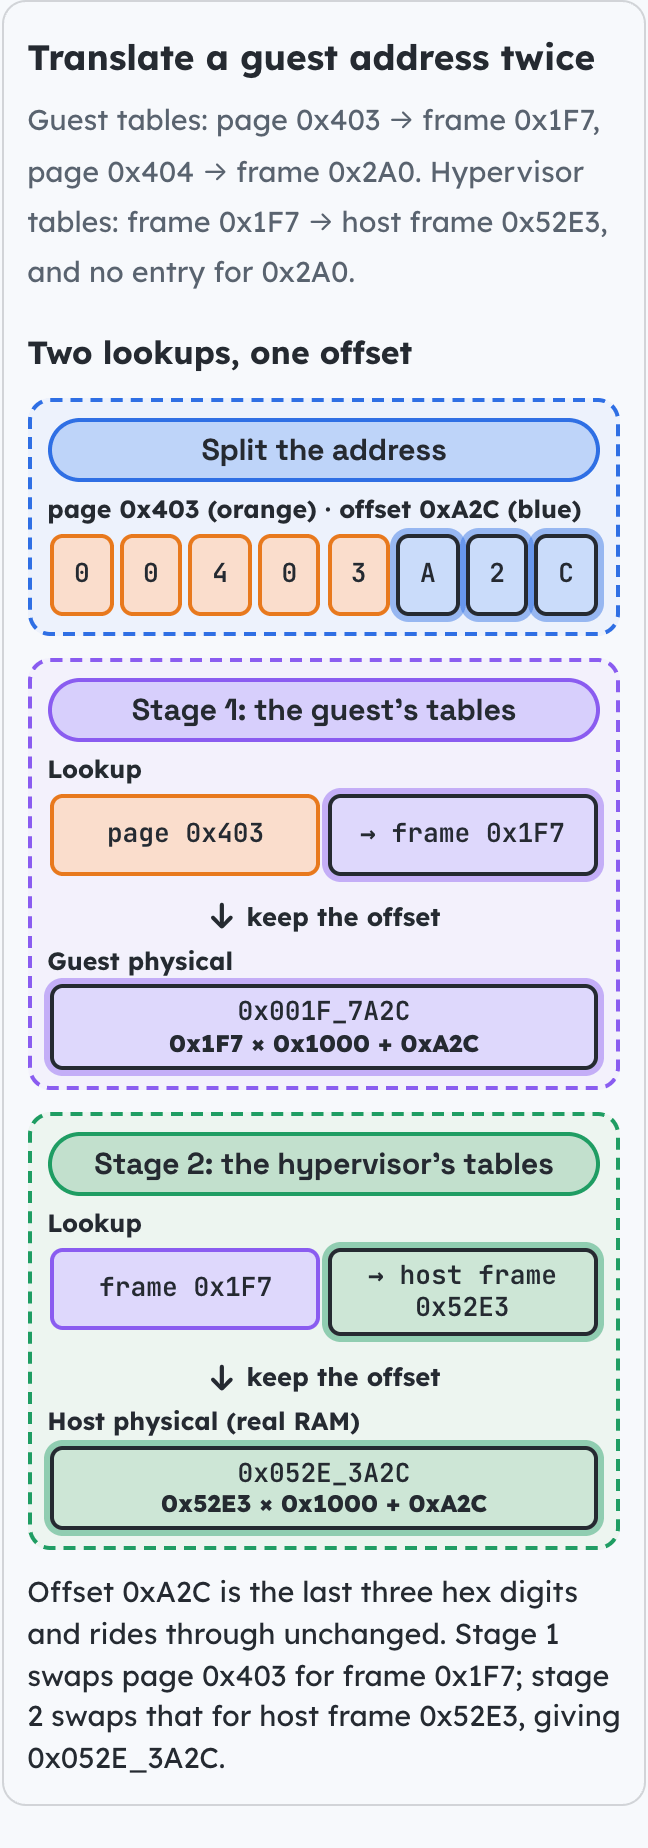 Translate a guest address twice
Guest tables: page 0x403 → frame 0x1F7,
page 0x404 → frame 0x2A0. Hypervisor
tables: frame 0x1F7 → host frame 0x52E3,
and no entry for 0x2A0.
Two lookups, one offset
Split the address
page 0x403 (orange) · offset 0xA2C (blue)
0 0 4 0 3 A 2 C
Stage 1: the guest's tables
Lookup
page 0x403 → frame 0x1F7
↓ keep the offset
Guest physical
0x001F_7A2C
0x1F7 × 0x1000 + 0xA2C
Stage 2: the hypervisor's tables
Lookup
frame 0x1F7 → host frame
0x52E3
↓ keep the offset
Host physical (real RAM)
0x052E_3A2C
0x52E3 × 0x1000 + 0xA2C
Offset 0xA2C is the last three hex digits
and rides through unchanged. Stage 1
swaps page 0x403 for frame 0x1F7; stage
2 swaps that for host frame 0x52E3, giving
0x052E_3A2C.